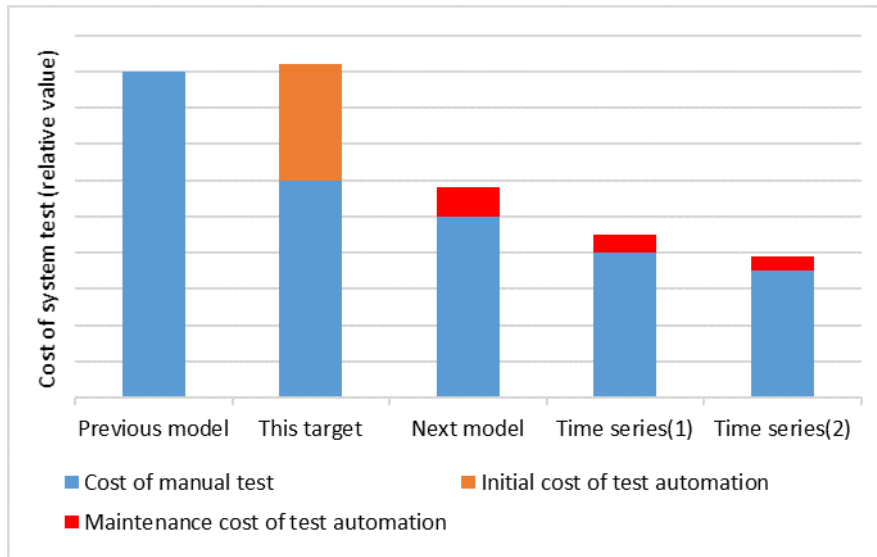 Cost of system test (relative value)
Previous model
This target
Next model
Time series(1)
Time series(2)
Cost of manual test
Initial cost of test automation
Maintenance cost of test automation